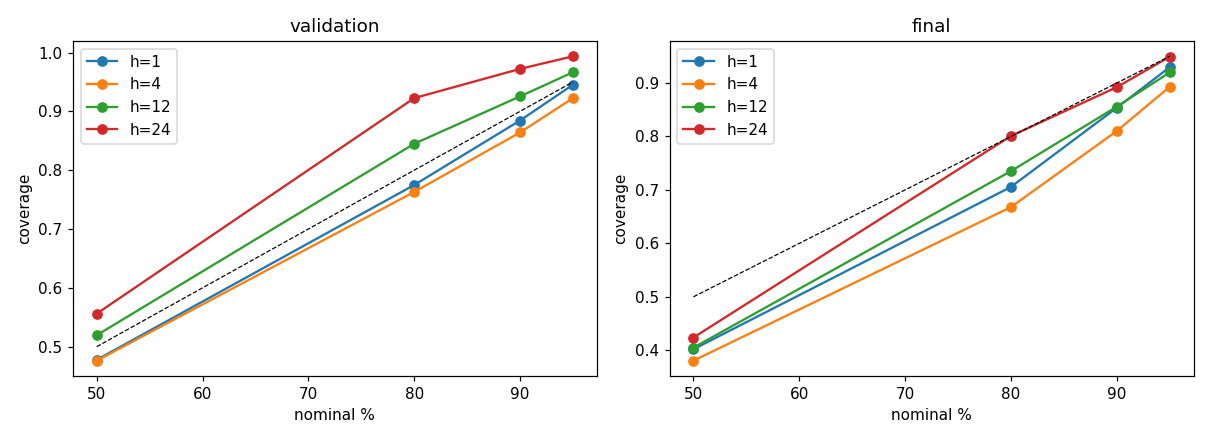 validation
h=1
h=4
h=12
h=24
1.0
0.9
0.8
0.7
0.6
0.5
coverage
50
60
70
80
90
nominal %
final
h=1
h=4
h=12
h=24
0.9
0.8
0.7
0.6
0.5
0.4
coverage
50
60
70
80
90
nominal %